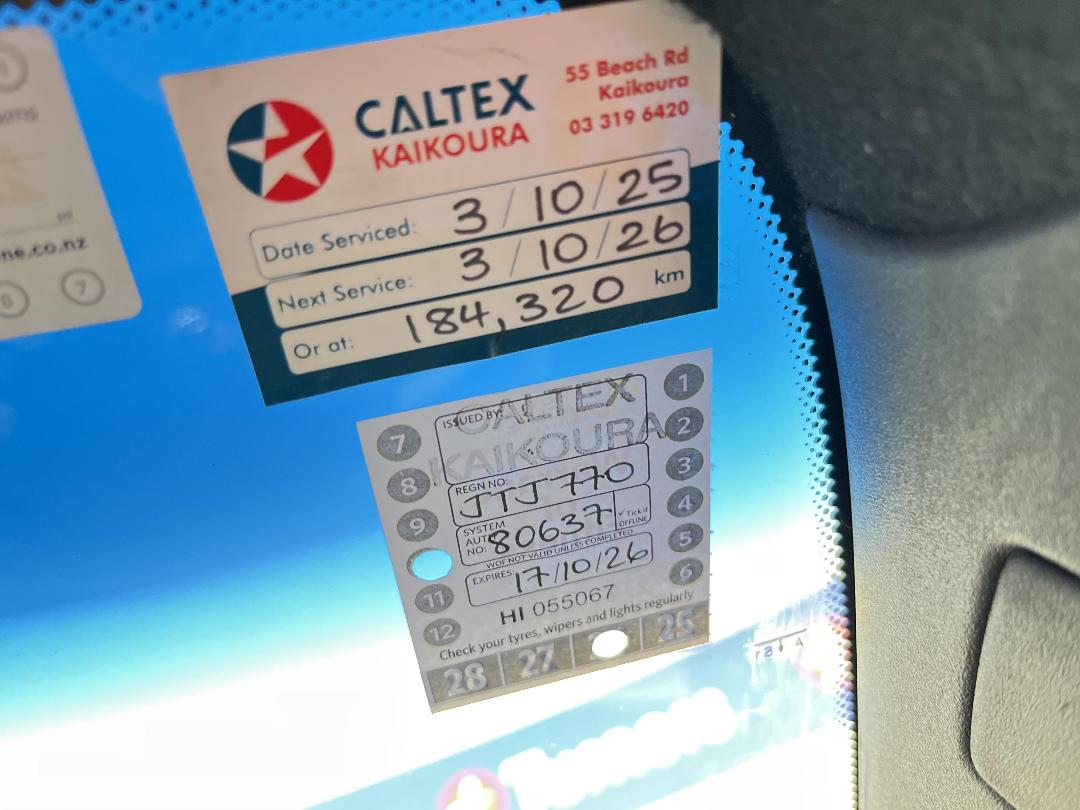 ne.co.nz
8 7
CALTEX
KAIKOURA
55 Beach Rd
Kaikoura
03 319 6420
Date Serviced: 3 / 10 / 25
Next Service: 3 / 10 / 26
Or at: 184,320 km
7
8
9
11
12
ISSUED BY:
CALTEX
KAIKOURA
REGN NO:
JTJ770
SYSTEM
AUT
NO: 80637
✓ Tick if
OFFLINE
WOF NOT VALID UNLESS COMPLETED
EXPIRES: 17/10/26
HI 055067
Check your tyres, wipers and lights regularly
1
2
3
4
5
6
28 27 25